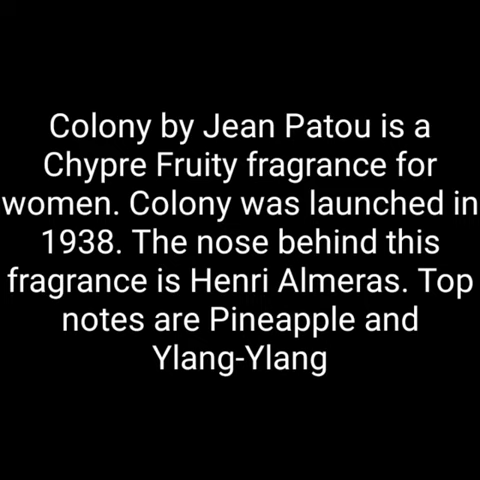 Colony by Jean Patou is a
Chypre Fruity fragrance for
women. Colony was launched in
1938. The nose behind this
fragrance is Henri Almeras. Top
notes are Pineapple and
Ylang-Ylang